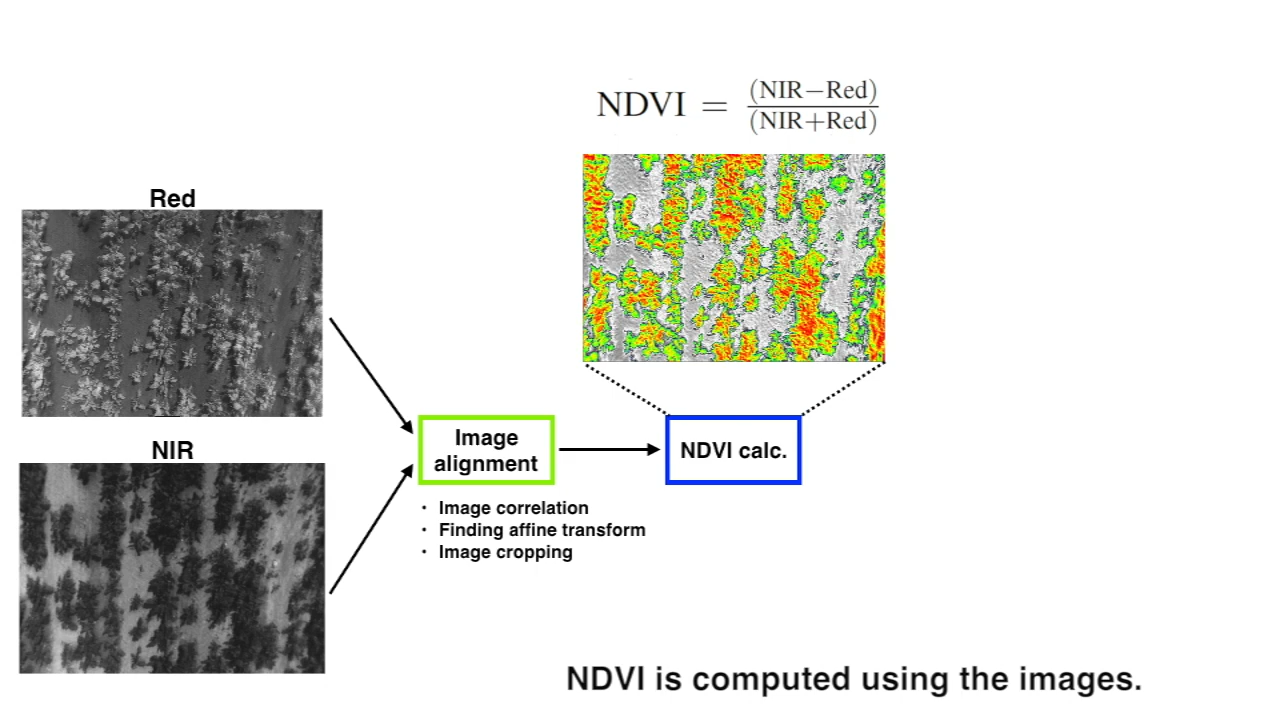 NDVI = (NIR−Red)
(NIR+Red)
Red
NIR
Image
alignment
NDVI calc.
· Image correlation
· Finding affine transform
· Image cropping
NDVI is computed using the images.